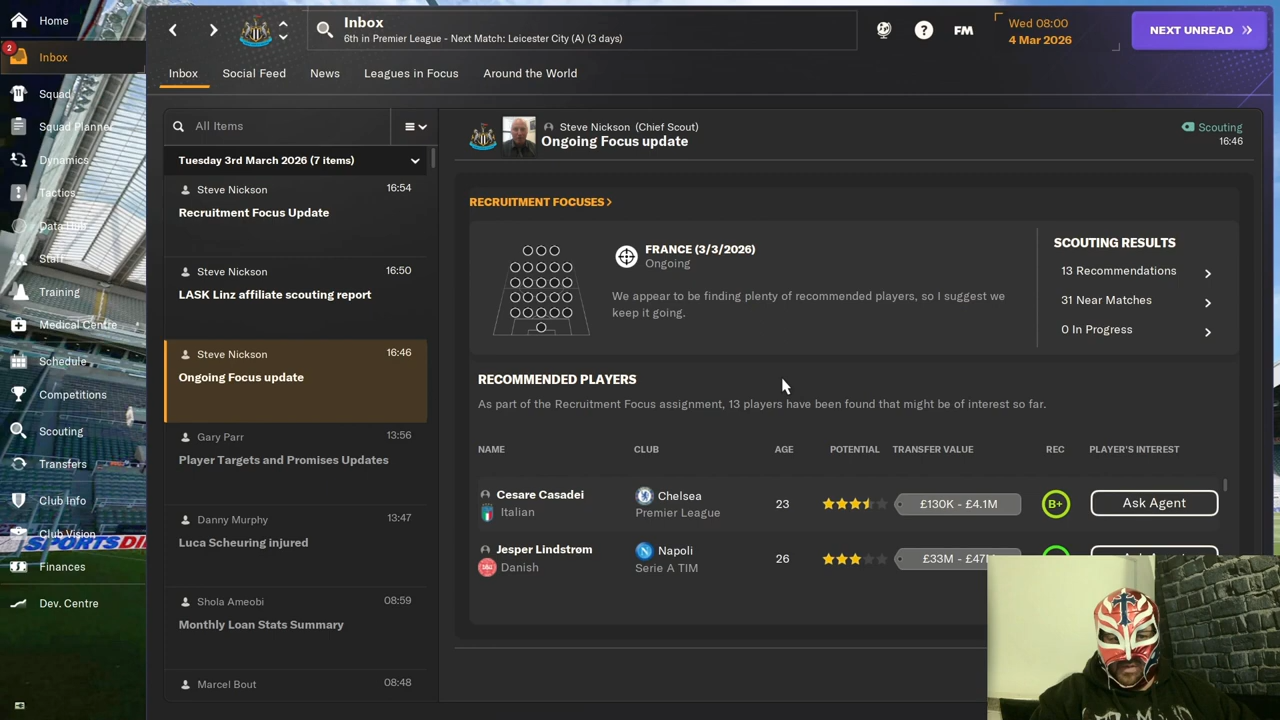 Home
2
Inbox
Squad
Squad Planner
Dynamics
Tactics
Data Hub
Staff
Training
Medical Centre
Schedule
Competitions
Scouting
Transfers
Club Info
Club Vision
SPORTS DIR
Finances
Dev. Centre
Inbox
6th in Premier League - Next Match: Leicester City (A) (3 days)
?
FM
Wed 08:00
4 Mar 2026
NEXT UNREAD
Inbox
Social Feed
News
Leagues in Focus
Around the World
All Items
Tuesday 3rd March 2026 (7 items)
Steve Nickson 16:54
Recruitment Focus Update
Steve Nickson 16:50
LASK Linz affiliate scouting report
Steve Nickson 16:46
Ongoing Focus update
Gary Parr 13:56
Player Targets and Promises Updates
Danny Murphy 13:47
Luca Scheuring injured
Shola Ameobi 08:59
Monthly Loan Stats Summary
Marcel Bout 08:48
Steve Nickson (Chief Scout)
Ongoing Focus update
Scouting
16:46
RECRUITMENT FOCUSES >
FRANCE (3/3/2026)
Ongoing
We appear to be finding plenty of recommended players, so I suggest we
keep it going.
SCOUTING RESULTS
13 Recommendations
31 Near Matches
0 In Progress
RECOMMENDED PLAYERS
As part of the Recruitment Focus assignment, 13 players have been found that might be of interest so far.
NAME CLUB AGE POTENTIAL TRANSFER VALUE REC PLAYER'S INTEREST
Cesare Casadei Chelsea 23 £130K - £4.1M B+ Ask Agent
Italian Premier League
Jesper Lindstrøm Napoli 26 £33M - £47M
Danish Serie A TIM